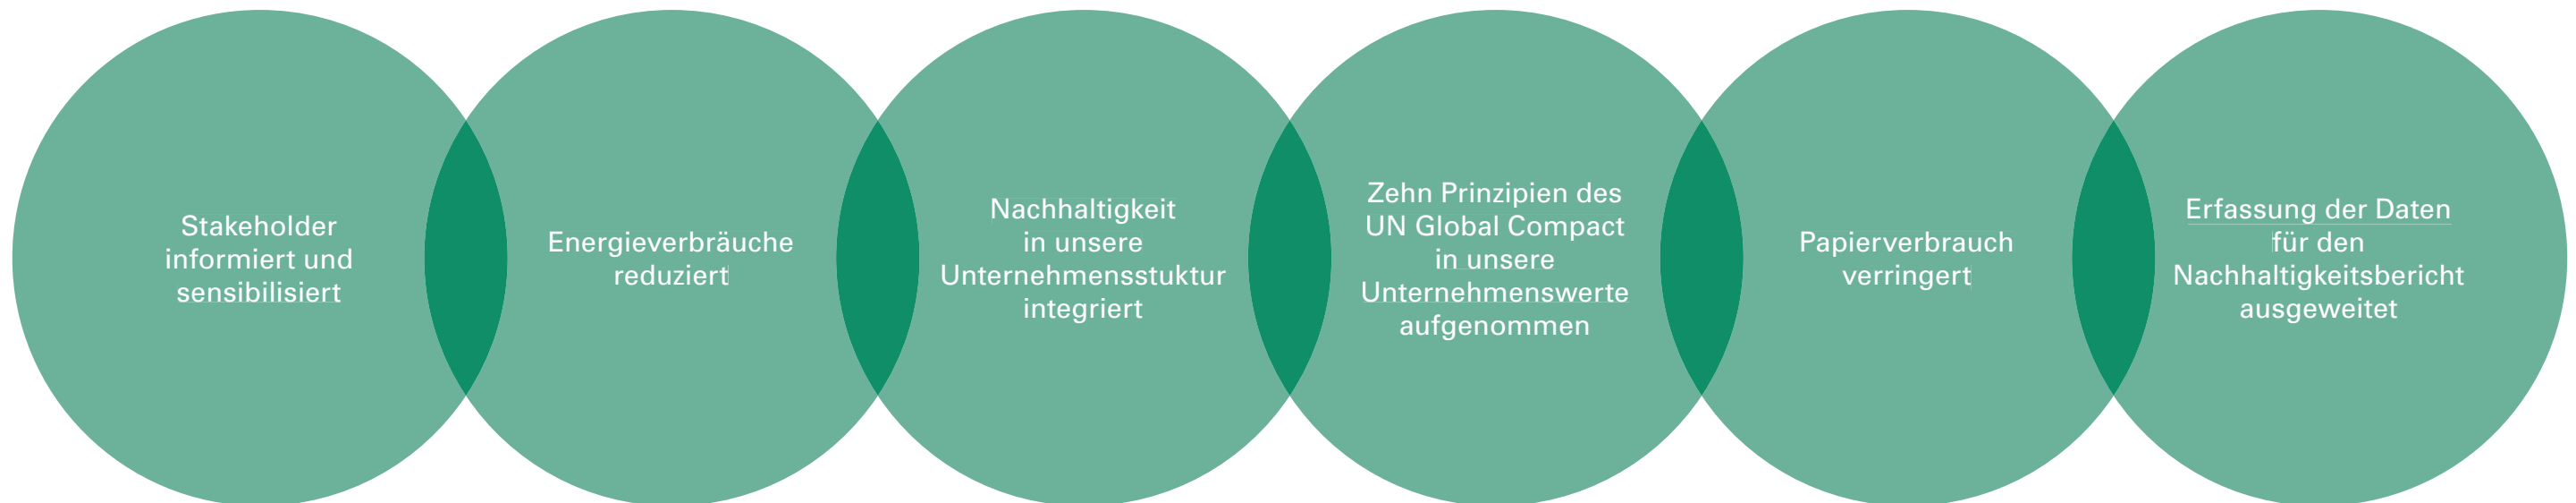 Stakeholder
informiert und
sensibilisiert
Energieverbräuche
reduziert
Nachhaltigkeit
in unsere
Unternehmensstuktur
integriert
Zehn Prinzipien des
UN Global Compact
in unsere
Unternehmenswerte
aufgenommen
Papierverbrauch
verringert
Erfassung der Daten
für den
Nachhaltigkeitsbericht
ausgeweitet